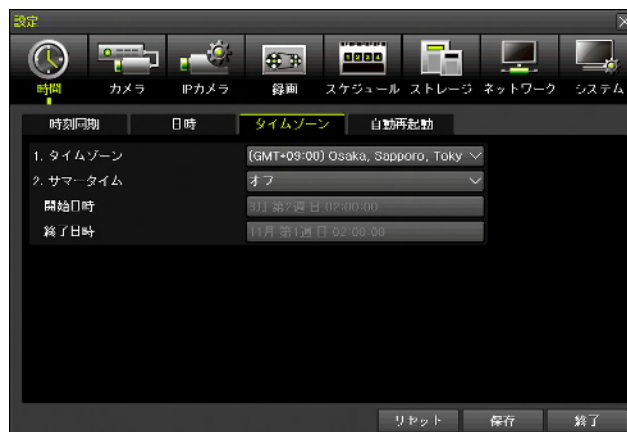 設定
時間 カメラ IPカメラ 録画 スケジュール ストレージ ネットワーク システム
時刻同期 日時 タイムゾーン 自動再起動
1. タイムゾーン (GMT+09:00) Osaka, Sapporo, Toky
2. サマータイム オフ
開始日時 3月 第2週 日 02:00:00
終了日時 11月 第1週 日 02:00:00
リセット 保存 終了